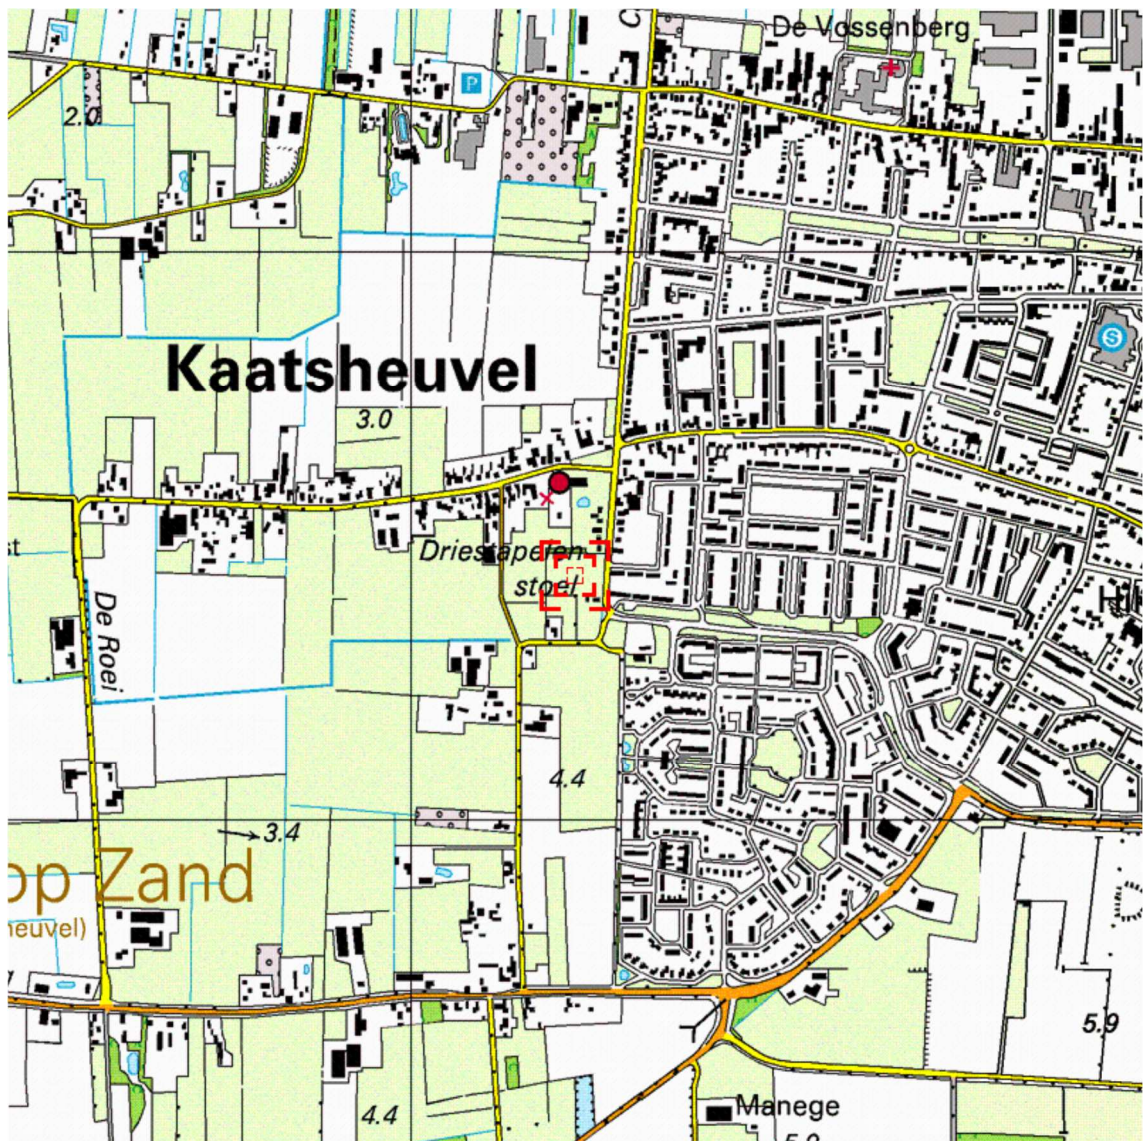 De Vossenberg
P
2.0
S
Kaatsheuvel
3.0
st
Driestapelen
stoel
De Roei
4.4
3.4
op Zand
heuvel)
5.9
4.4
Manege